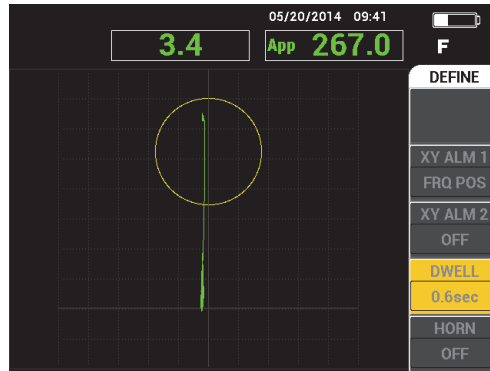 05/20/2014 09:41
3.4
App 267.0
F
DEFINE
XY ALM 1
FRQ POS
XY ALM 2
OFF
DWELL
0.6sec
HORN
OFF